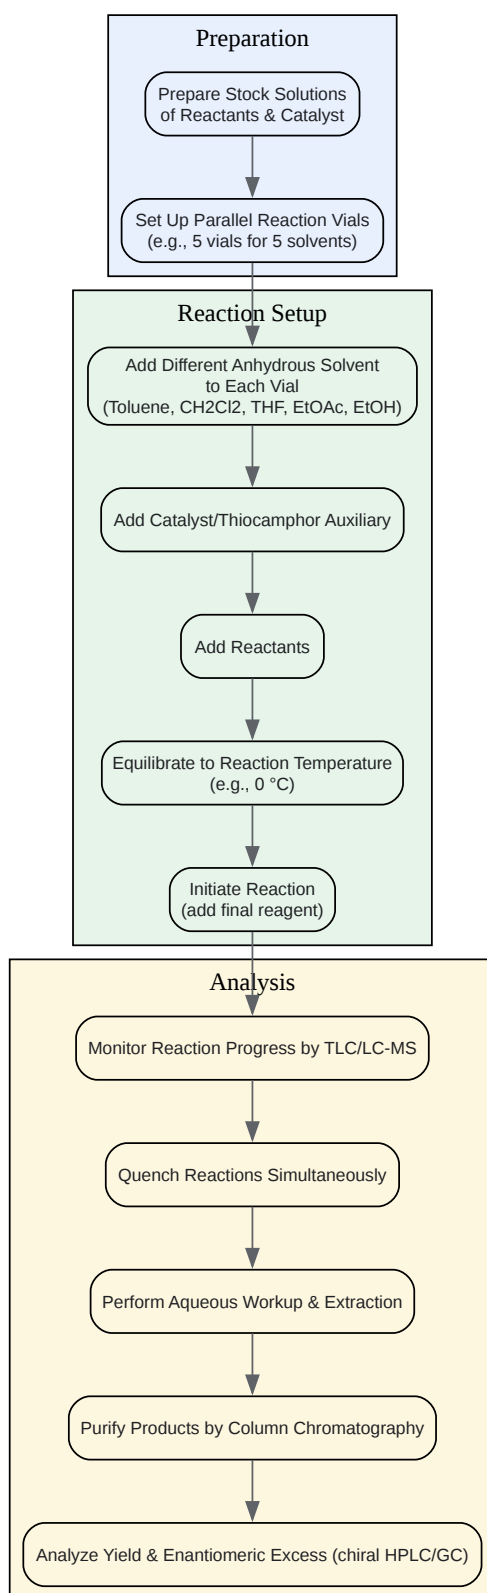 Preparation
Prepare Stock Solutions
of Reactants & Catalyst
Set Up Parallel Reaction Vials
(e.g., 5 vials for 5 solvents)
Reaction Setup
Add Different Anhydrous Solvent
to Each Vial
(Toluene, CH2Cl2, THF, EtOAc, EtOH)
Add Catalyst/Thiocamphor Auxiliary
Add Reactants
Equilibrate to Reaction Temperature
(e.g., 0 °C)
Initiate Reaction
(add final reagent)
Analysis
Monitor Reaction Progress by TLC/LC-MS
Quench Reactions Simultaneously
Perform Aqueous Workup & Extraction
Purify Products by Column Chromatography
Analyze Yield & Enantiomeric Excess (chiral HPLC/GC)